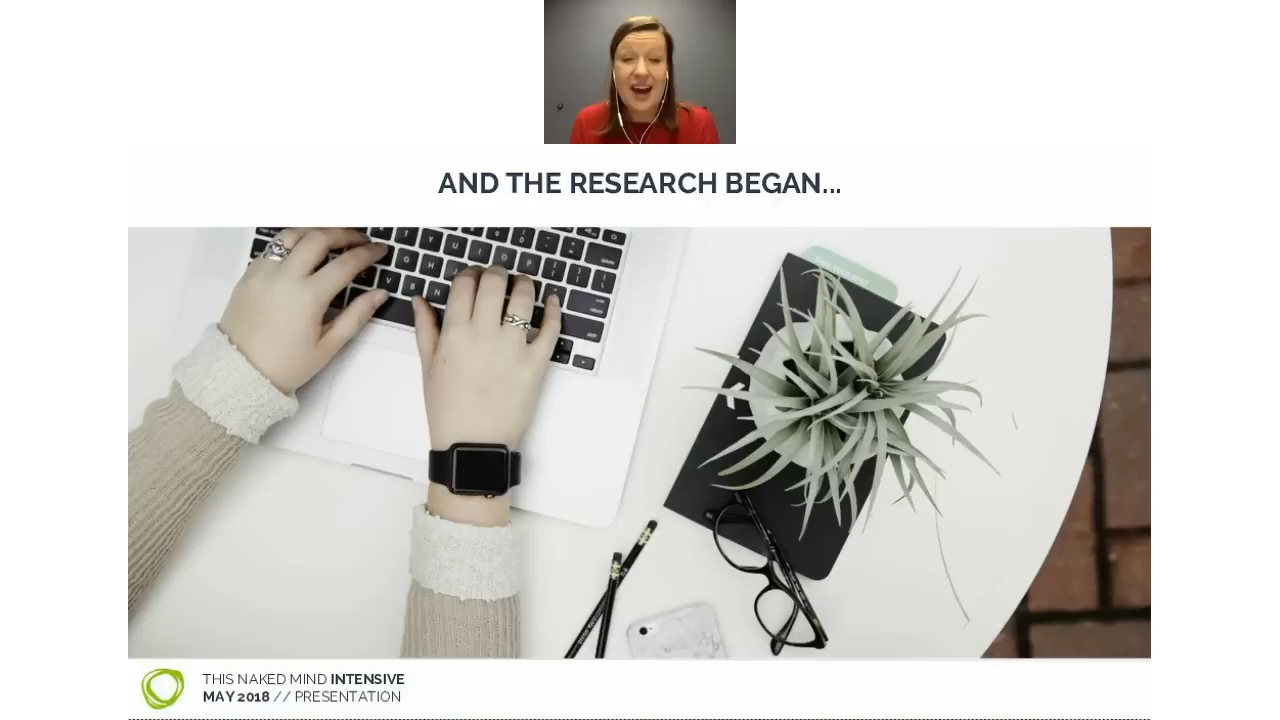 AND THE RESEARCH BEGAN...
T Y U I O P
G H J
C V B N
THIS NAKED MIND INTENSIVE
MAY 2018 // PRESENTATION